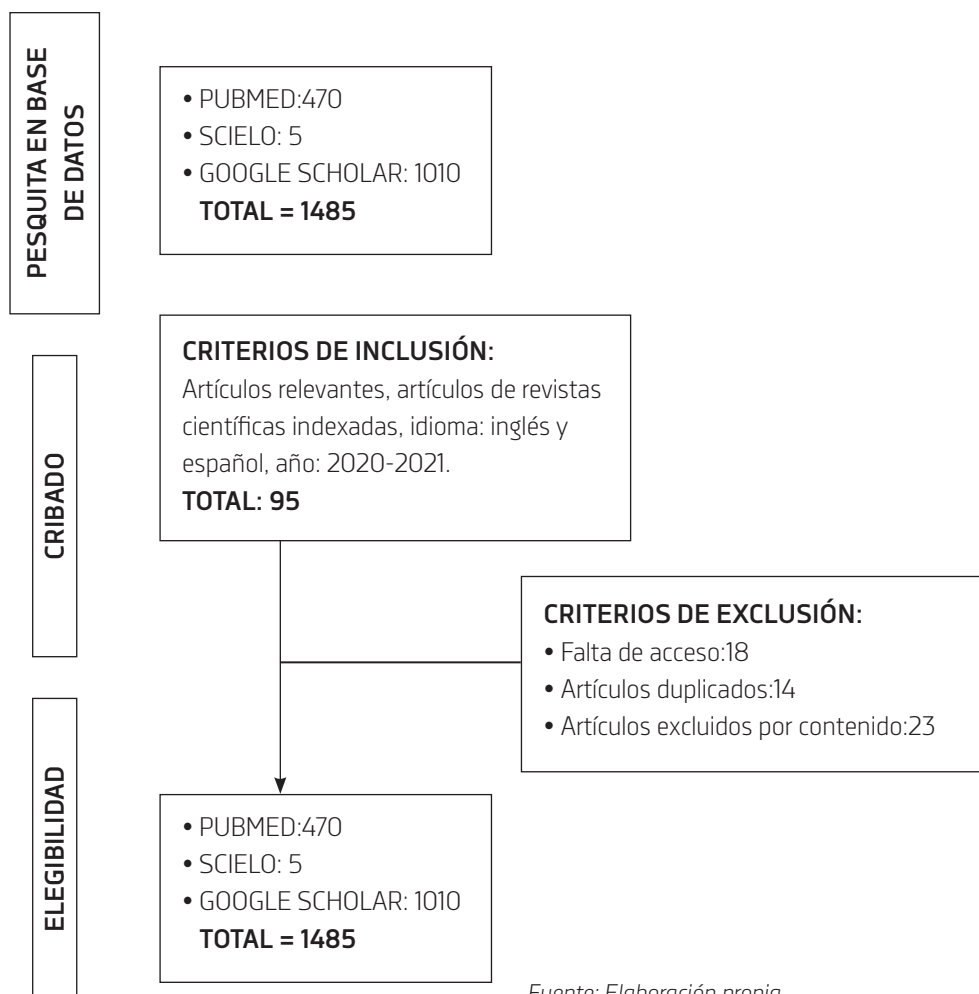 PESQUITA EN BASE
DE DATOS
• PUBMED:470
• SCIELO: 5
• GOOGLE SCHOLAR: 1010
TOTAL = 1485
CRIBADO
CRITERIOS DE INCLUSIÓN:
Artículos relevantes, artículos de revistas
científicas indexadas, idioma: inglés y
español, año: 2020-2021.
TOTAL: 95
CRITERIOS DE EXCLUSIÓN:
• Falta de acceso:18
• Artículos duplicados:14
• Artículos excluidos por contenido:23
ELEGIBILIDAD
• PUBMED:470
• SCIELO: 5
• GOOGLE SCHOLAR: 1010
TOTAL = 1485
Fuente: Elaboración propia